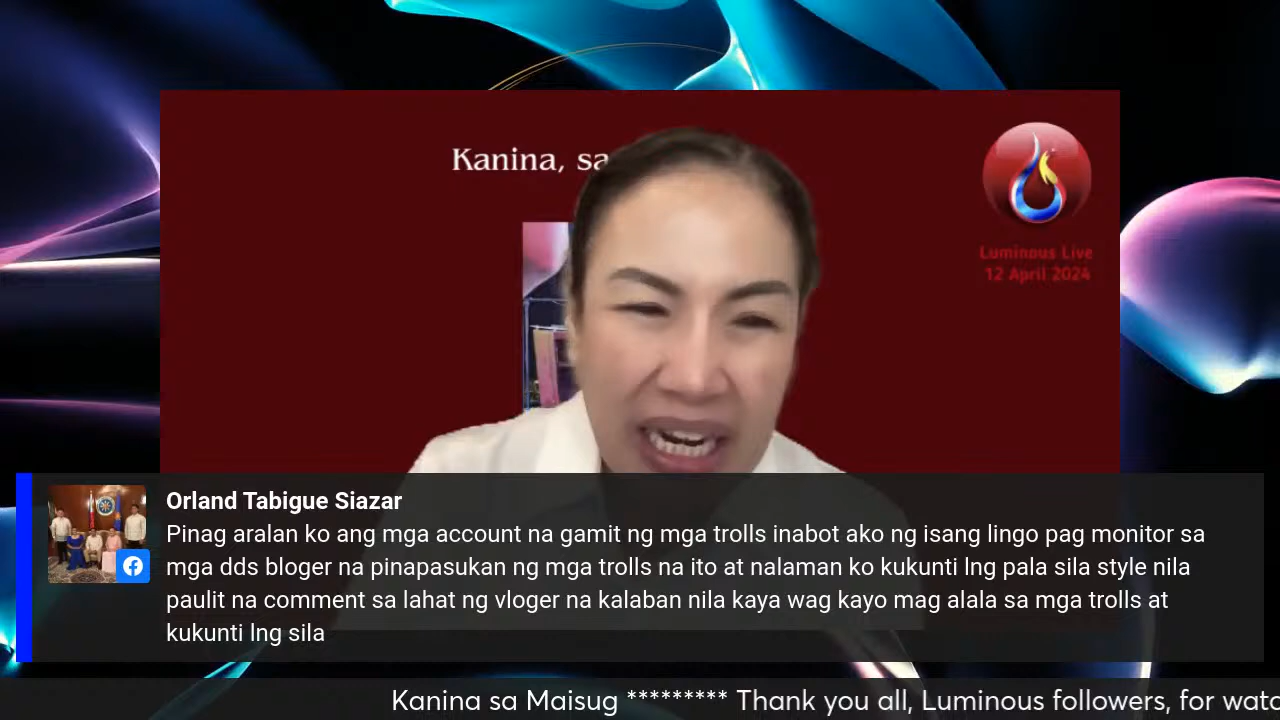 Kanina, sa
Luminous Live
12 April 2024
Orland Tabigue Siazar
Pinag aralan ko ang mga account na gamit ng mga trolls inabot ako ng isang lingo pag monitor sa
mga dds bloger na pinapasukan ng mga trolls na ito at nalaman ko kukunti lng pala sila style nila
paulit na comment sa lahat ng vloger na kalaban nila kaya wag kayo mag alala sa mga trolls at
kukunti lng sila
Kanina sa Maisug ********* Thank you all, Luminous followers, for watc